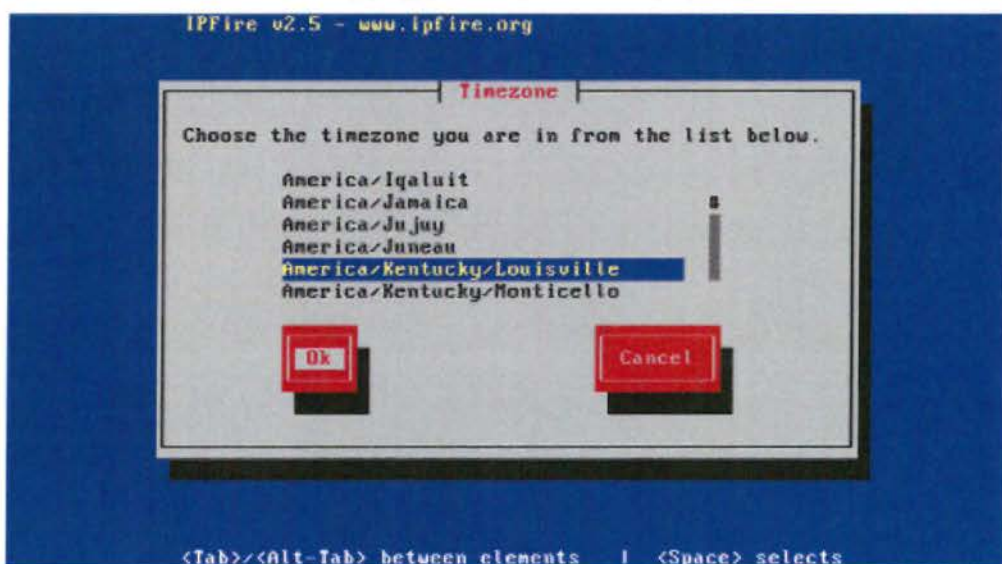 IPFire v2.5 - www.ipfire.org
Timezone
Choose the timezone you are in from the list below.
America/Iqaluit
America/Jamaica
America/Jujuy
America/Juneau
America/Kentucky/Louisville
America/Kentucky/Monticello
Ok
Cancel
<Tab>/<Alt-Tab> between elements | <Space> selects